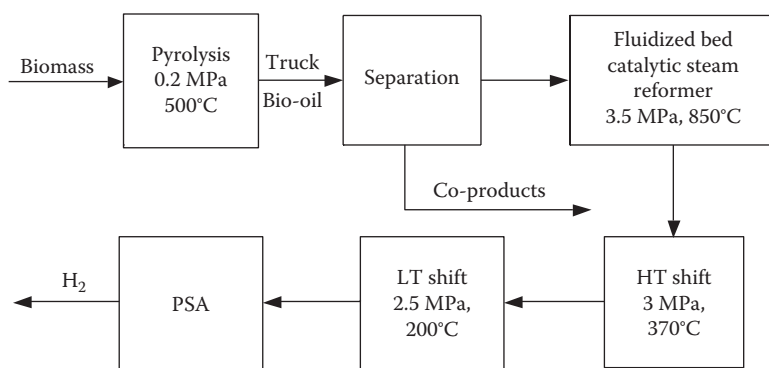 Biomass
Pyrolysis
0.2 MPa
500°C
Truck
Bio-oil
Separation
Fluidized bed
catalytic steam
reformer
3.5 MPa, 850°C
Co-products
H₂
PSA
LT shift
2.5 MPa,
200°C
HT shift
3 MPa,
370°C